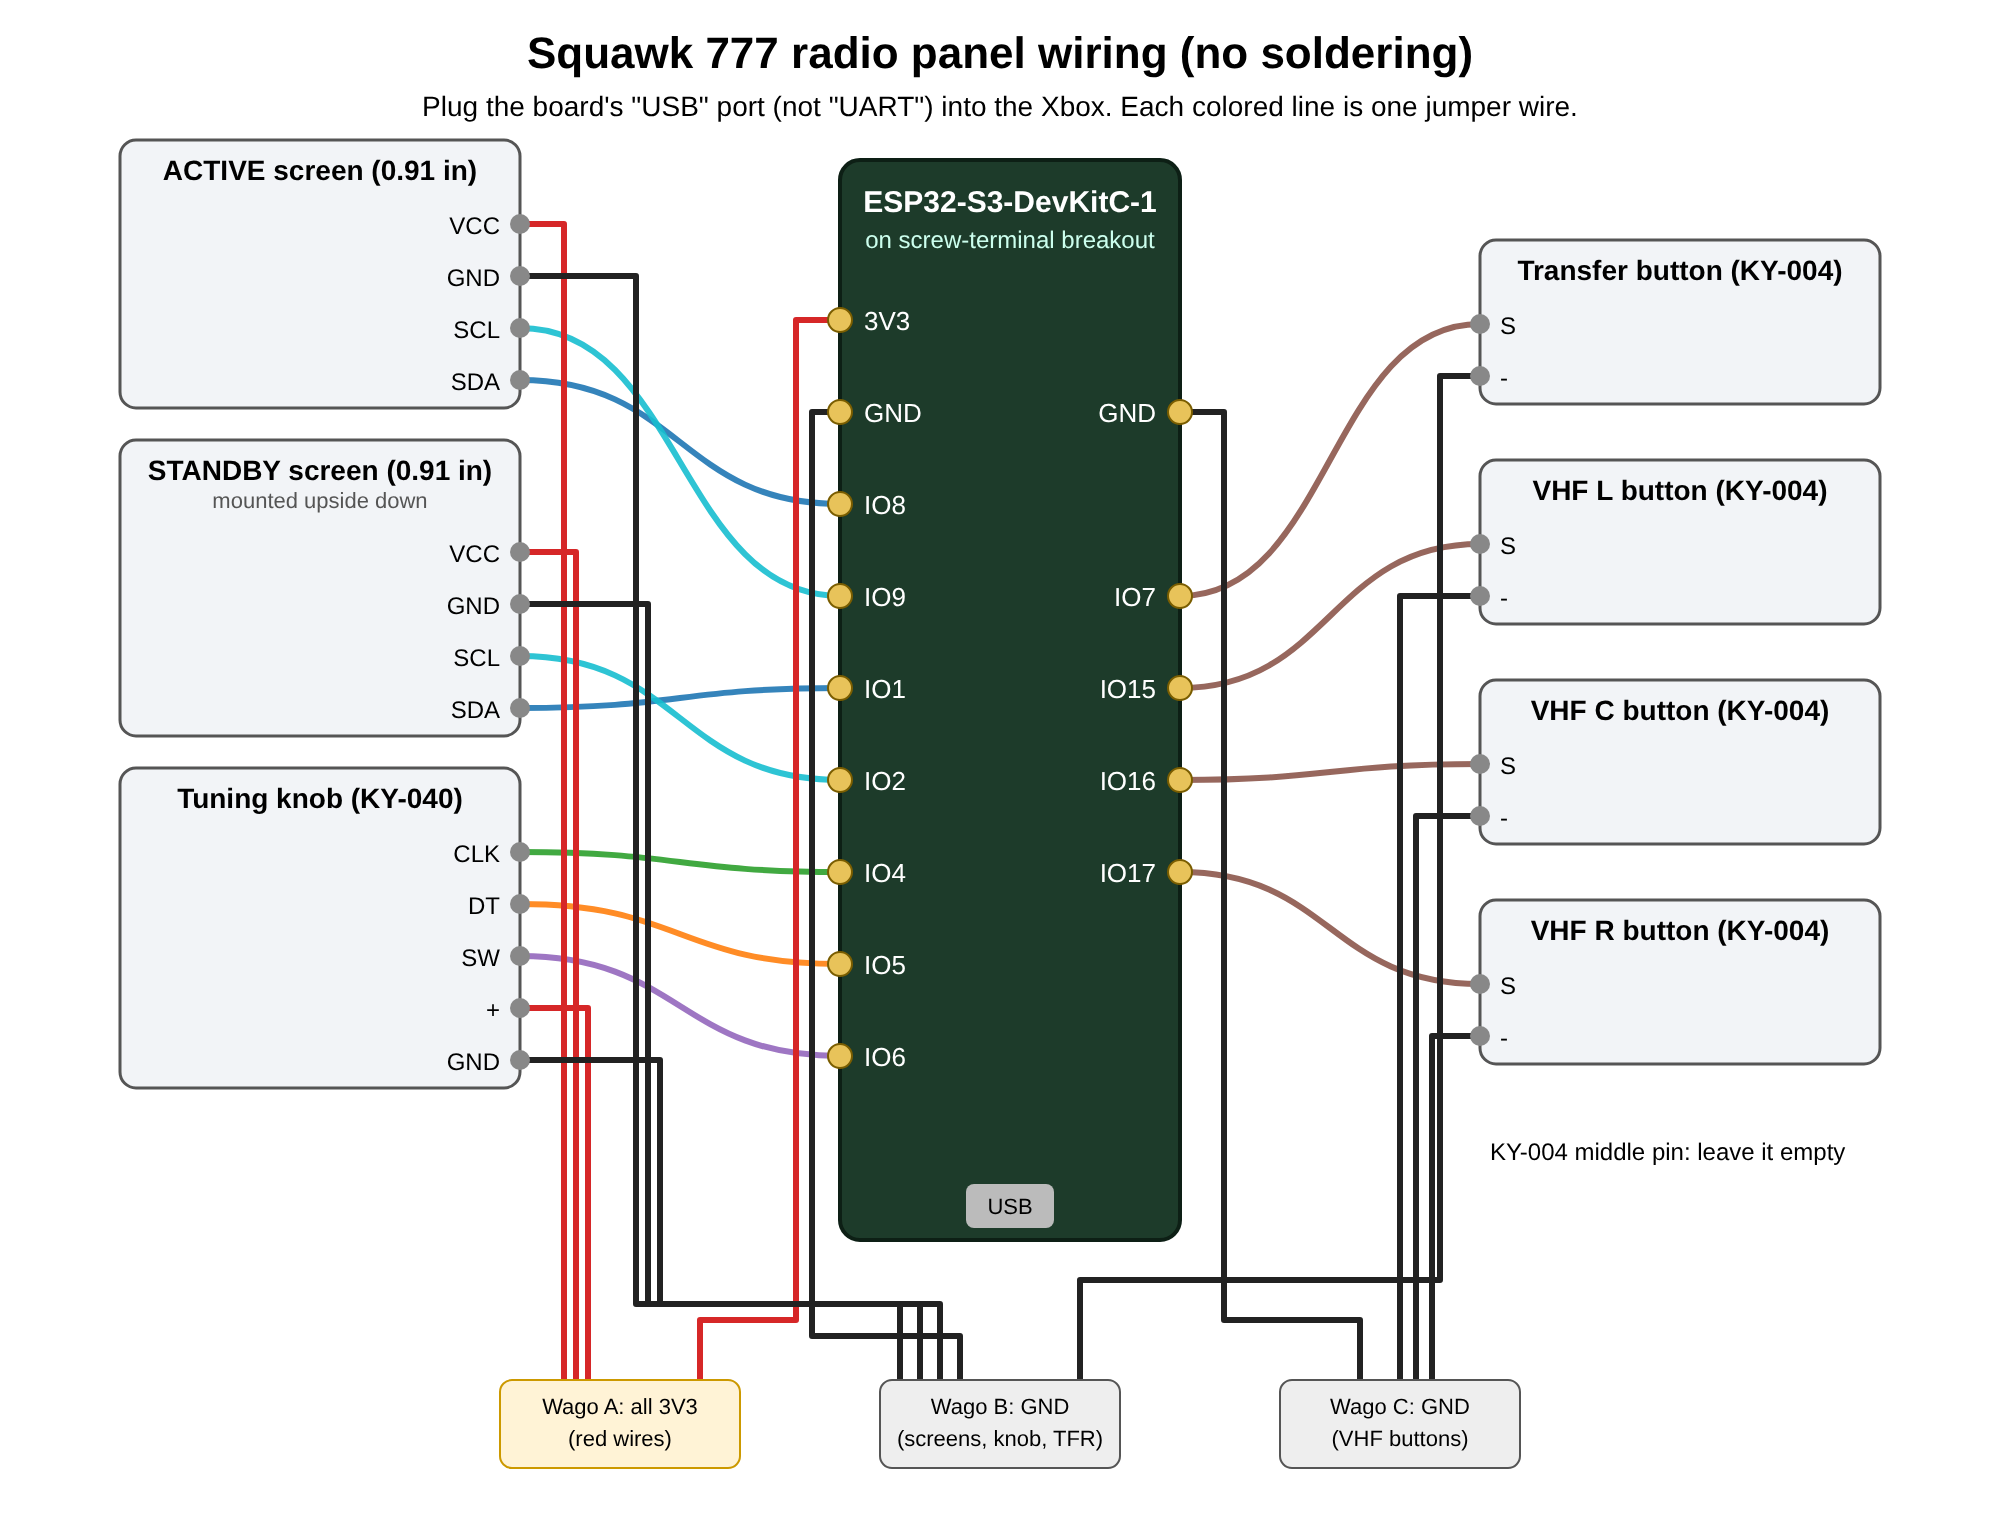 Squawk 777 radio panel wiring (no soldering)
Plug the board's "USB" port (not "UART") into the Xbox. Each colored line is one jumper wire.
ACTIVE screen (0.91 in)
VCC
GND
SCL
SDA
STANDBY screen (0.91 in)
mounted upside down
VCC
GND
SCL
SDA
Tuning knob (KY-040)
CLK
DT
SW
+
GND
ESP32-S3-DevKitC-1
on screw-terminal breakout
3V3
GND
IO8
IO9
IO1
IO2
IO4
IO5
IO6
GND
IO7
IO15
IO16
IO17
USB
Transfer button (KY-004)
S
-
VHF L button (KY-004)
S
-
VHF C button (KY-004)
S
-
VHF R button (KY-004)
S
-
KY-004 middle pin: leave it empty
Wago A: all 3V3
(red wires)
Wago B: GND
(screens, knob, TFR)
Wago C: GND
(VHF buttons)